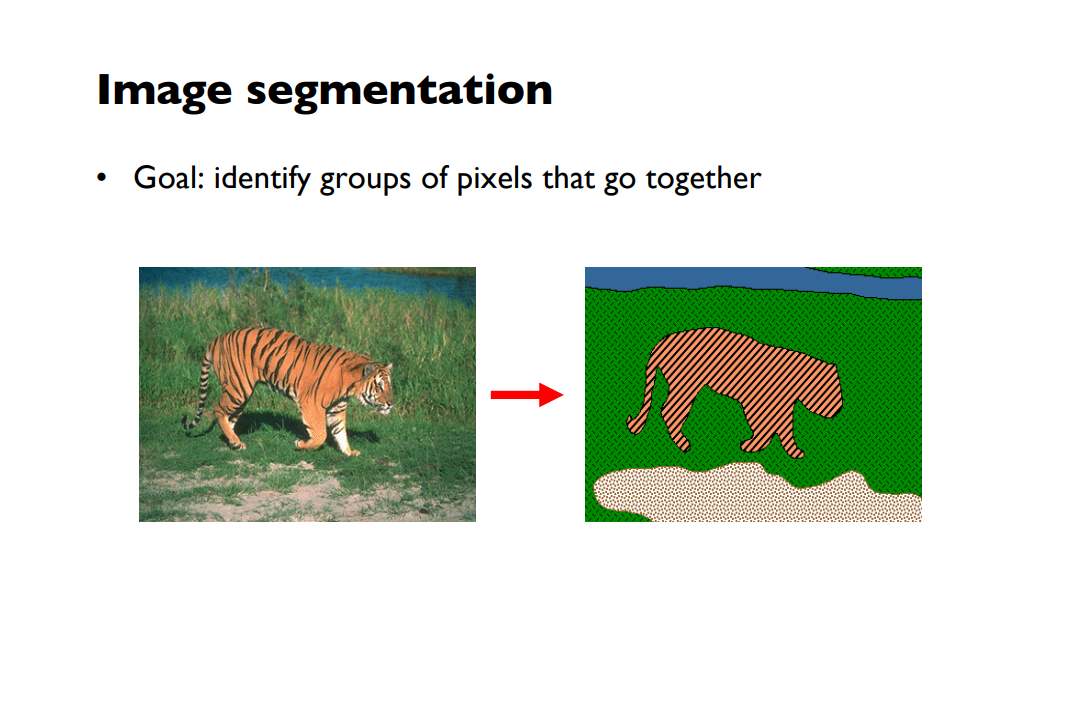 Image segmentation
• Goal: identify groups of pixels that go together